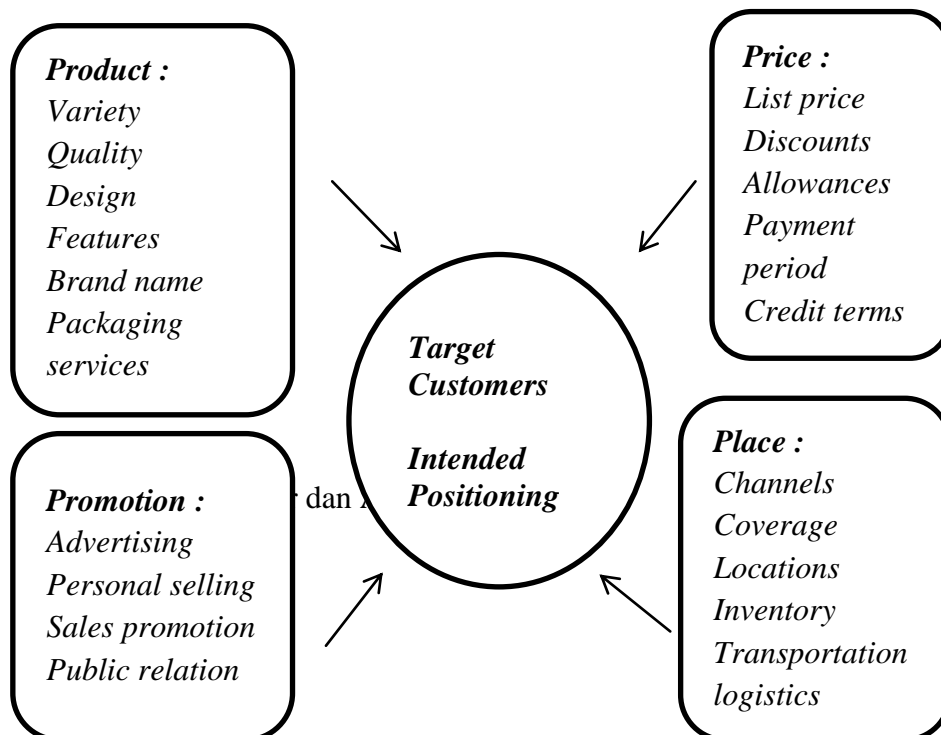 Product :
Variety
Quality
Design
Features
Brand name
Packaging
services
Price :
List price
Discounts
Allowances
Payment
period
Credit terms
Target
Customers
Intended
Positioning
Promotion :
Advertising
Personal selling
Sales promotion
Public relation
dan
Place :
Channels
Coverage
Locations
Inventory
Transportation
logistics